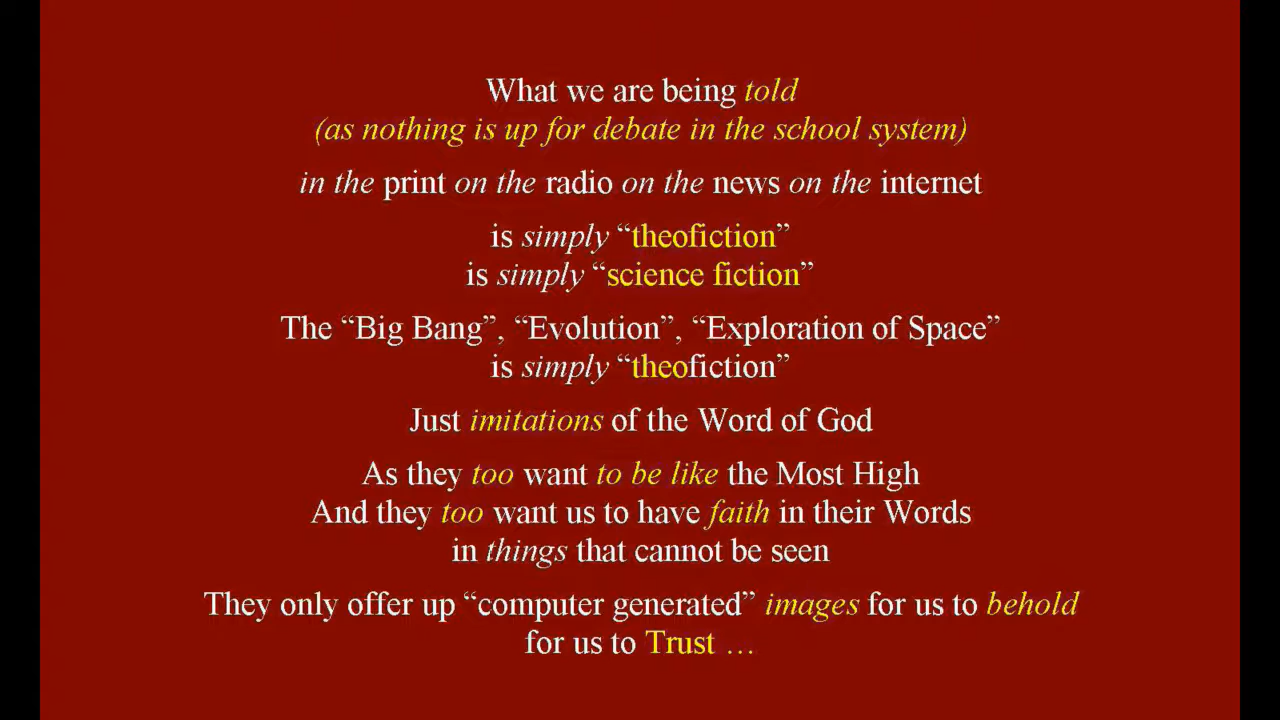 What we are being told
(as nothing is up for debate in the school system)
in the print on the radio on the news on the internet
is simply “theofiction”
is simply “science fiction”
The “Big Bang”, “Evolution”, “Exploration of Space”
is simply “theofiction”
Just imitations of the Word of God
As they too want to be like the Most High
And they too want us to have faith in their Words
in things that cannot be seen
They only offer up “computer generated” images for us to behold
for us to Trust …